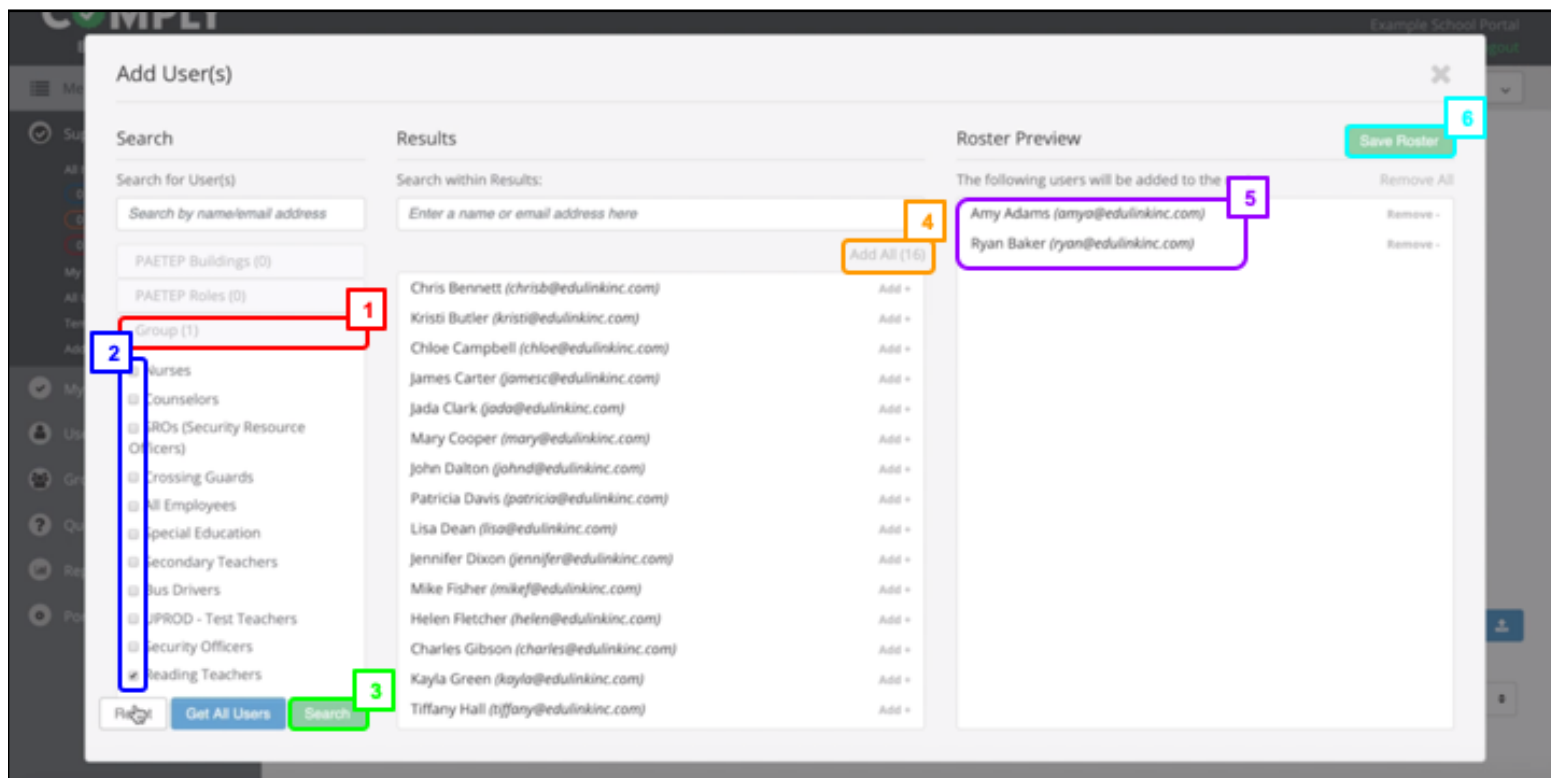 COMPLY
Example School Portal
Add User(s)
6
Search
Results
Roster Preview
Save Roster
Search for User(s)
Search within Results:
The following users will be added to the
Remove All
Search by name/email address
Enter a name or email address here
4
5
Amy Adams (amya@edulinkinc.com)
Remove -
Ryan Baker (ryan@edulinkinc.com)
Remove -
PAETEP Buildings (0)
Add All (16)
PAETEP Roles (0)
1
Group (1)
2
Nurses
Counselors
SROs (Security Resource
Officers)
Crossing Guards
All Employees
Special Education
Secondary Teachers
Bus Drivers
UPROD - Test Teachers
Security Officers
Reading Teachers
3
Get All Users
Search
Chris Bennett (chrisb@edulinkinc.com)
Add +
Kristi Butler (kristi@edulinkinc.com)
Add +
Chloe Campbell (chloe@edulinkinc.com)
Add +
James Carter (jamesc@edulinkinc.com)
Add +
Jada Clark (jada@edulinkinc.com)
Add +
Mary Cooper (mary@edulinkinc.com)
Add +
John Dalton (johnd@edulinkinc.com)
Add +
Patricia Davis (patricia@edulinkinc.com)
Add +
Lisa Dean (lisa@edulinkinc.com)
Add +
Jennifer Dixon (jennifer@edulinkinc.com)
Add +
Mike Fisher (mikef@edulinkinc.com)
Add +
Helen Fletcher (helen@edulinkinc.com)
Add +
Charles Gibson (charles@edulinkinc.com)
Add +
Kayla Green (kayla@edulinkinc.com)
Add +
Tiffany Hall (tiffany@edulinkinc.com)
Add +